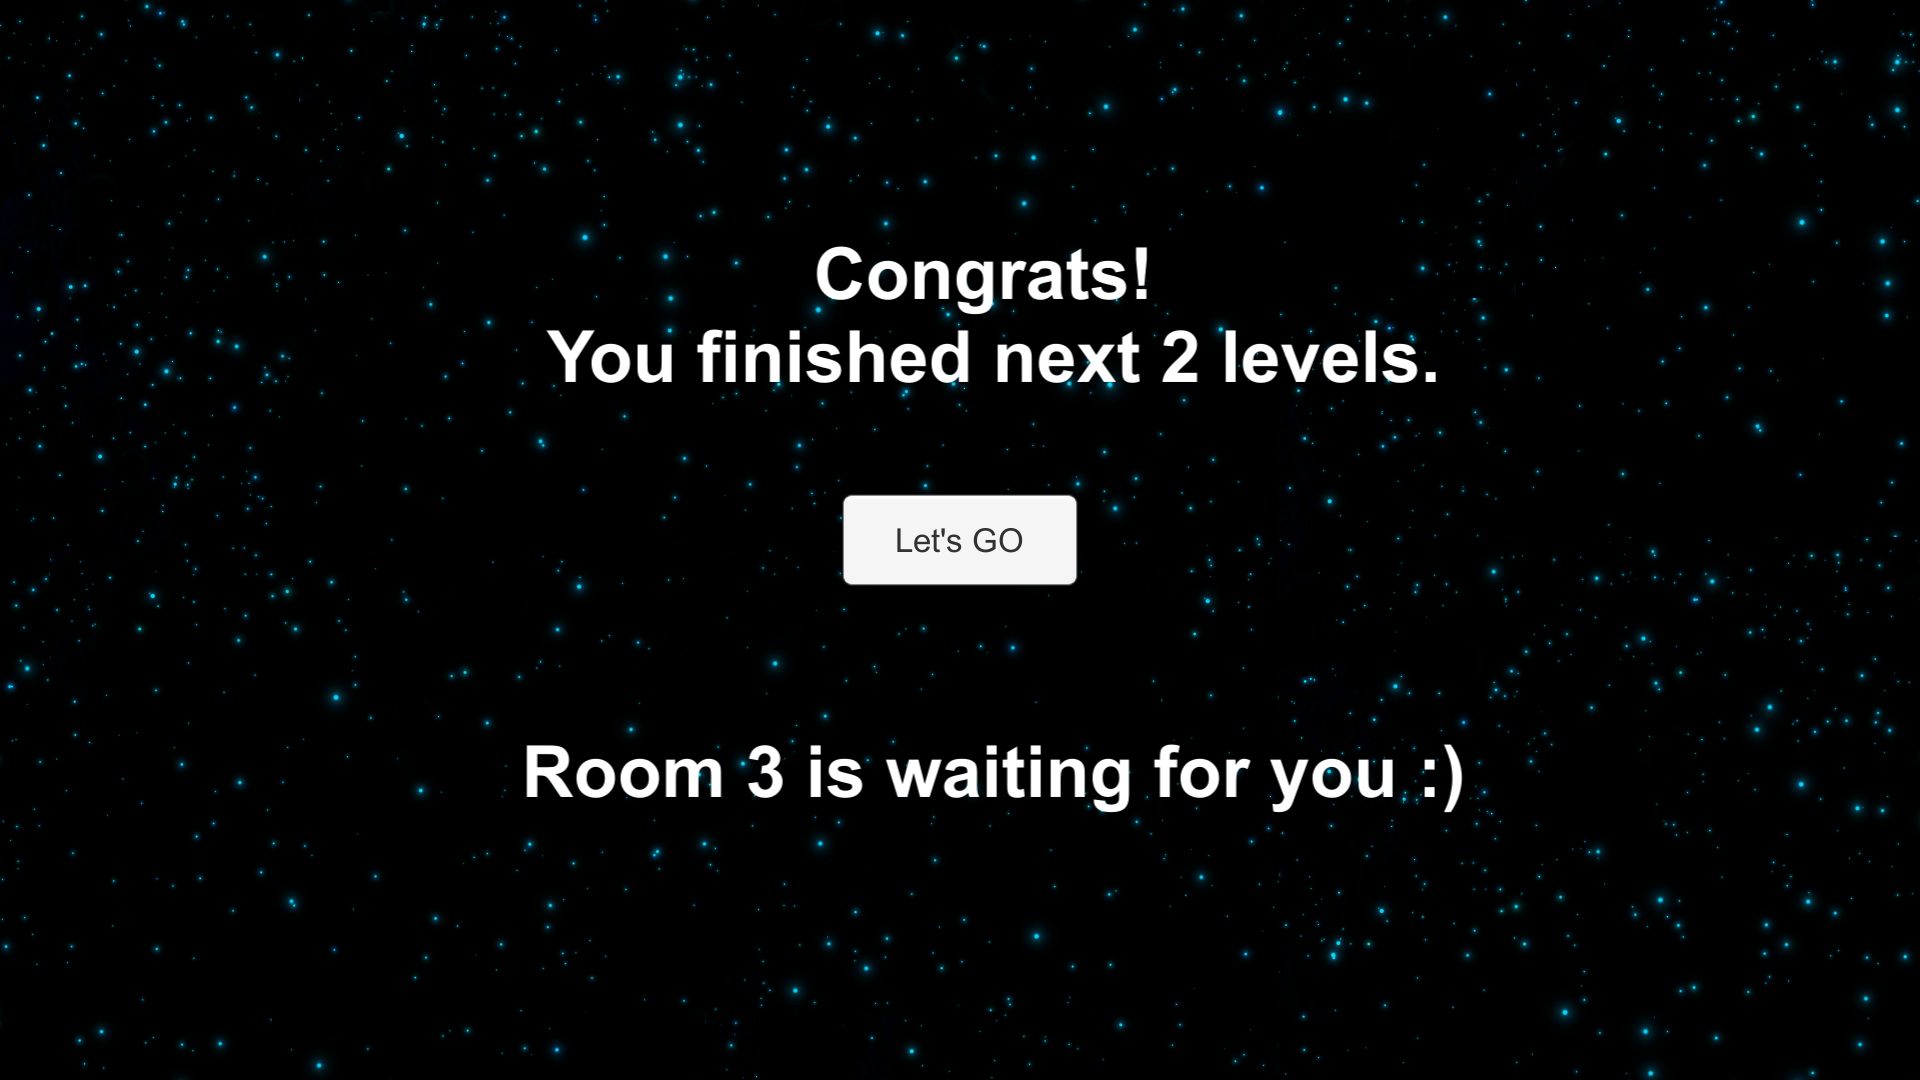 Congrats!
You finished next 2 levels.
Let's GO
Room 3 is waiting for you :)